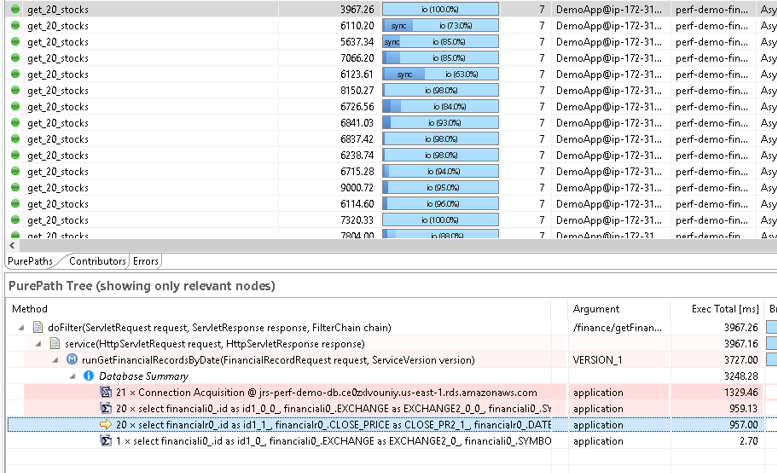 get_20_stocks 3967.26 io (100.0%) 7 DemoApp@ip-172-31... perf-demo-fin... Asy
get_20_stocks 6110.20 sync io (73.0%) 7 DemoApp@ip-172-31... perf-demo-fin... Asy
get_20_stocks 5637.34 sync io (85.0%) 7 DemoApp@ip-172-31... perf-demo-fin... Asy
get_20_stocks 7066.20 io (85.0%) 7 DemoApp@ip-172-31... perf-demo-fin... Asy
get_20_stocks 6123.61 sync io (63.0%) 7 DemoApp@ip-172-31... perf-demo-fin... Asy
get_20_stocks 8150.27 io (98.0%) 7 DemoApp@ip-172-31... perf-demo-fin... Asy
get_20_stocks 6726.56 io (84.0%) 7 DemoApp@ip-172-31... perf-demo-fin... Asy
get_20_stocks 6841.03 io (93.0%) 7 DemoApp@ip-172-31... perf-demo-fin... Asy
get_20_stocks 6837.42 io (98.0%) 7 DemoApp@ip-172-31... perf-demo-fin... Asy
get_20_stocks 6238.74 io (98.0%) 7 DemoApp@ip-172-31... perf-demo-fin... Asy
get_20_stocks 6715.28 io (94.0%) 7 DemoApp@ip-172-31... perf-demo-fin... Asy
get_20_stocks 9000.72 io (95.0%) 7 DemoApp@ip-172-31... perf-demo-fin... Asy
get_20_stocks 6114.60 io (96.0%) 7 DemoApp@ip-172-31... perf-demo-fin... Asy
get_20_stocks 7320.33 io (100.0%) 7 DemoApp@ip-172-31... perf-demo-fin... Asy
get_20_stocks 7804.00 io (88.0%) 7 DemoApp@ip-172-31... perf-demo-fin... Asy
PurePaths Contributors Errors
PurePath Tree (showing only relevant nodes)
Method Argument Exec Total [ms] Br
doFilter(ServletRequest request, ServletResponse response, FilterChain chain) /finance/getFinan... 3967.26
service(HttpServletRequest request, HttpServletResponse response) 3967.16
runGetFinancialRecordsByDate(FinancialRecordRequest request, ServiceVersion version) VERSION_1 3727.00
Database Summary 3248.28
21 × Connection Acquisition @ jrs-perf-demo-db.ce0zxlvouniy.us-east-1.rds.amazonaws.com application 1329.46
20 × select financiali0_.id as id1_0_0_, financiali0_.EXCHANGE as EXCHANGE2_0_0_, financiali0_.SY application 959.13
20 × select financialr0_.id as id1_1_, financialr0_.CLOSE_PRICE as CLOSE_PR2_1_, financialr0_.DATE application 957.00
1 × select financiali0_.id as id1_0_, financiali0_.EXCHANGE as EXCHANGE2_0_, financiali0_.SYMBO application 2.70